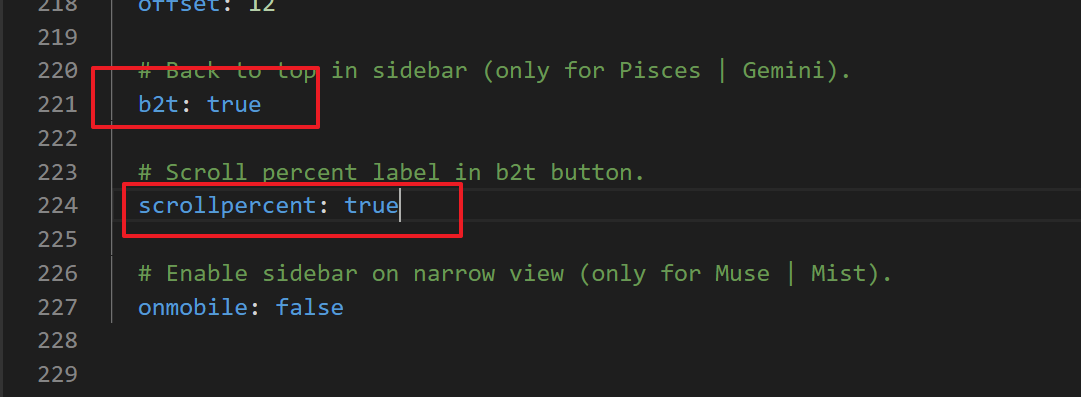 218 offset: 12
219
220 # Back to top in sidebar (only for Pisces | Gemini).
221 b2t: true
222
223 # Scroll percent label in b2t button.
224 scrollpercent: true
225
226 # Enable sidebar on narrow view (only for Muse | Mist).
227 onmobile: false
228
229